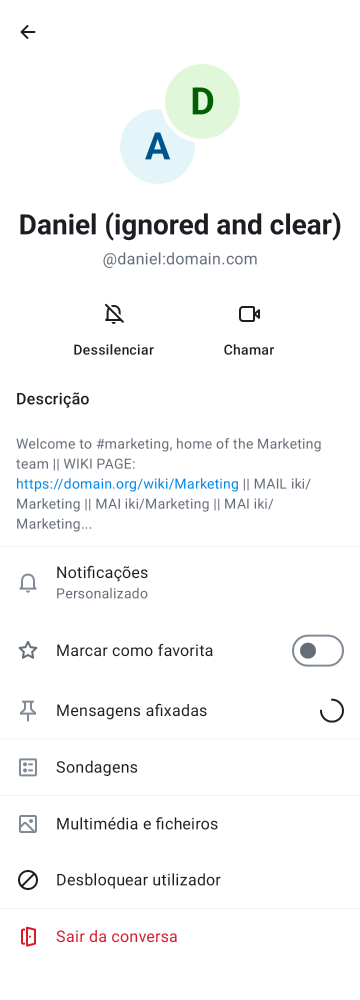 D
A
Daniel (ignored and clear)
@daniel:domain.com
Dessilenciar
Chamar
Descrição
Welcome to #marketing, home of the Marketing
team || WIKI PAGE:
https://domain.org/wiki/Marketing || MAIL iki/
Marketing || MAI iki/Marketing || MAI iki/
Marketing...
Notificações
Personalizado
Marcar como favorita
Mensagens afixadas
Sondagens
Multimédia e ficheiros
Desbloquear utilizador
Sair da conversa